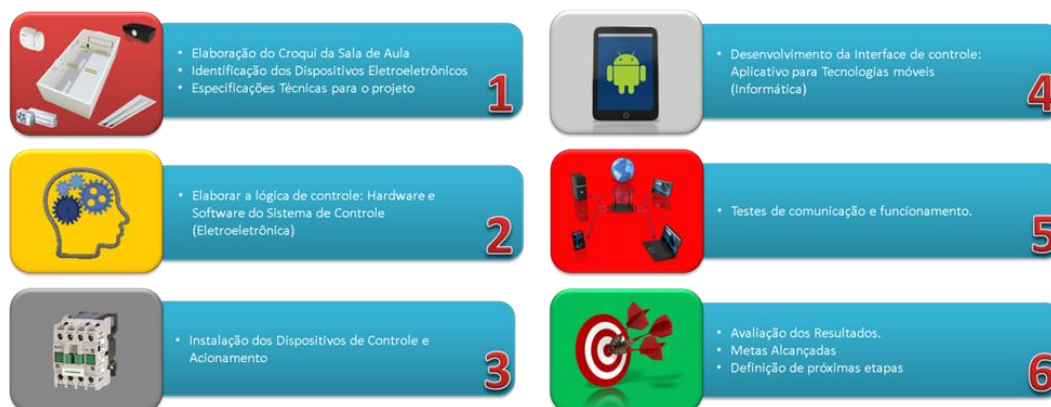 • Elaboração do Croqui da Sala de Aula
• Identificação dos Dispositivos Eletroeletrônicos
• Especificações Técnicas para o projeto
1
• Elaborar a lógica de controle: Hardware e
Software do Sistema de Controle
(Eletroeletrônica)
2
• Instalação dos Dispositivos de Controle e
Acionamento
3
• Desenvolvimento da Interface de controle:
Aplicativo para Tecnologias móveis
(Informática)
4
• Testes de comunicação e funcionamento.
5
• Avaliação dos Resultados.
• Metas Alcançadas
• Definição de próximas etapas
6